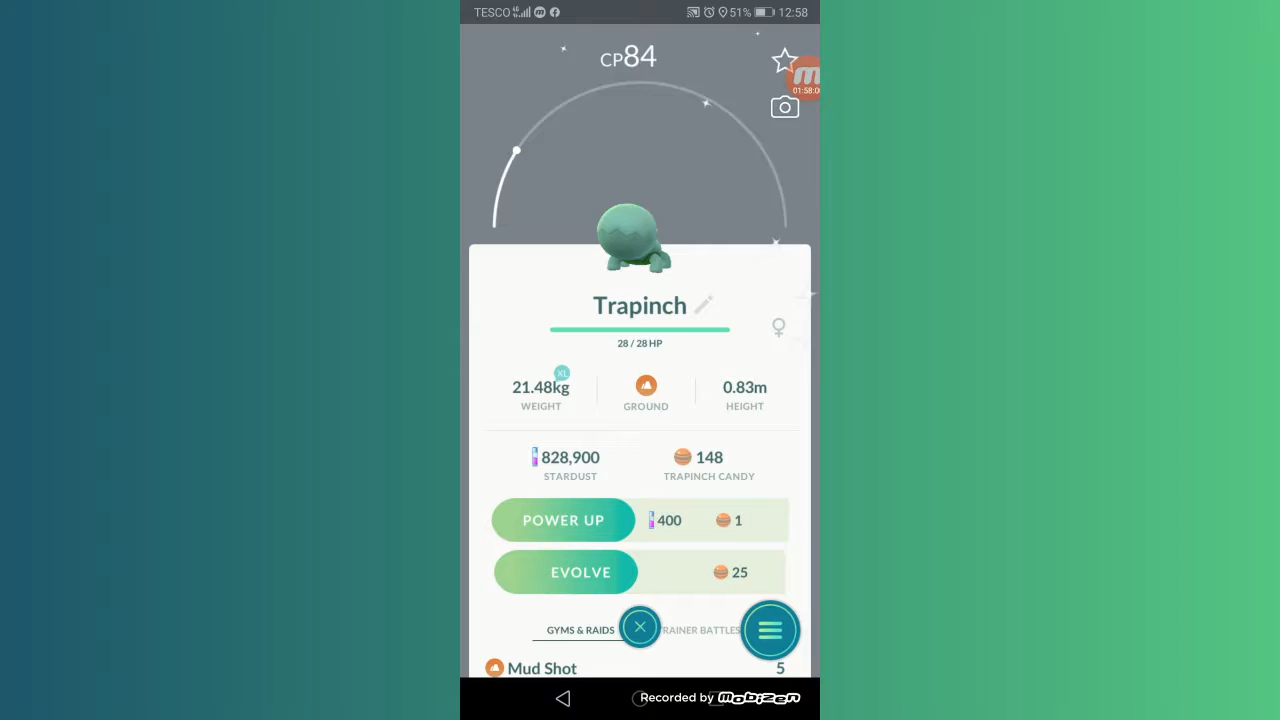 TESCO 51% 12:58
CP84
01:58:0
Trapinch
28 / 28 HP
XL
21.48kg 0.83m
WEIGHT GROUND HEIGHT
828,900 148
STARDUST TRAPINCH CANDY
POWER UP 400 1
EVOLVE 25
GYMS & RAIDS RAINER BATTLES
Mud Shot 5
Recorded by mobizen